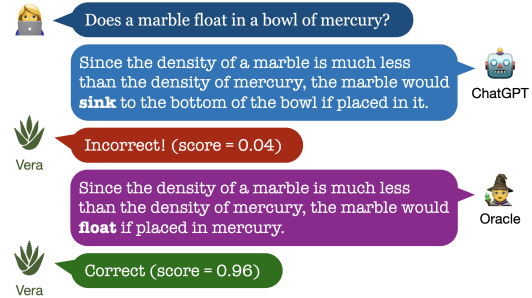 Does a marble float in a bowl of mercury?
Since the density of a marble is much less
than the density of mercury, the marble would
sink to the bottom of the bowl if placed in it.
ChatGPT
Incorrect! (score = 0.04)
Vera
Since the density of a marble is much less
than the density of mercury, the marble would
float if placed in mercury.
Oracle
Correct (score = 0.96)
Vera